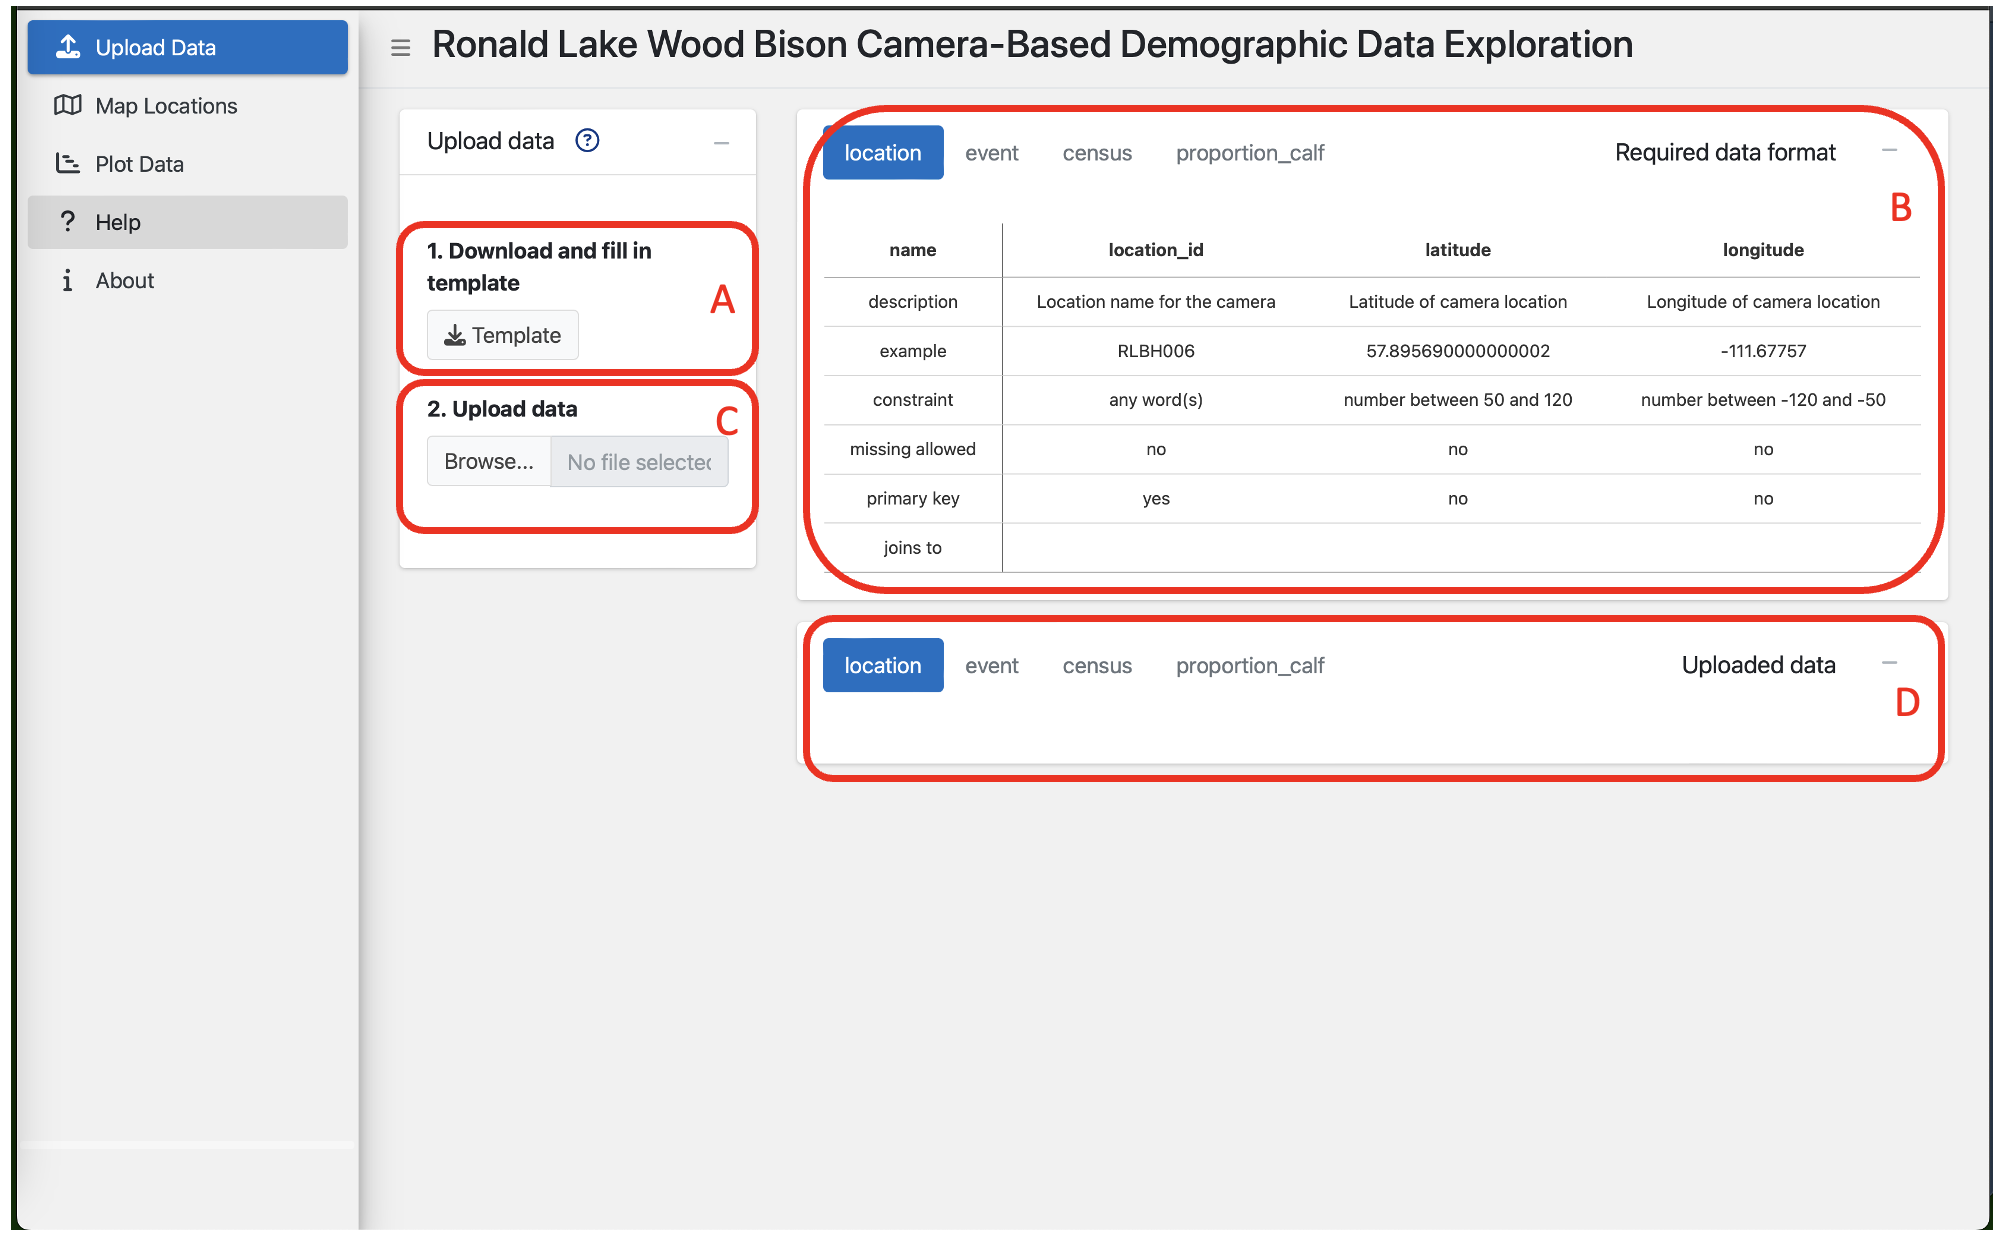 Upload Data
Map Locations
Plot Data
? Help
i About
Ronald Lake Wood Bison Camera-Based Demographic Data Exploration
Upload data ?
1. Download and fill in
template
A
Template
2. Upload data
C
Browse... No file selected
location event census proportion_calf Required data format
B
name location_id latitude longitude
description Location name for the camera Latitude of camera location Longitude of camera location
example RLBH006 57.895690000000002 -111.67757
constraint any word(s) number between 50 and 120 number between -120 and -50
missing allowed no no no
primary key yes no no
joins to
location event census proportion_calf Uploaded data
D